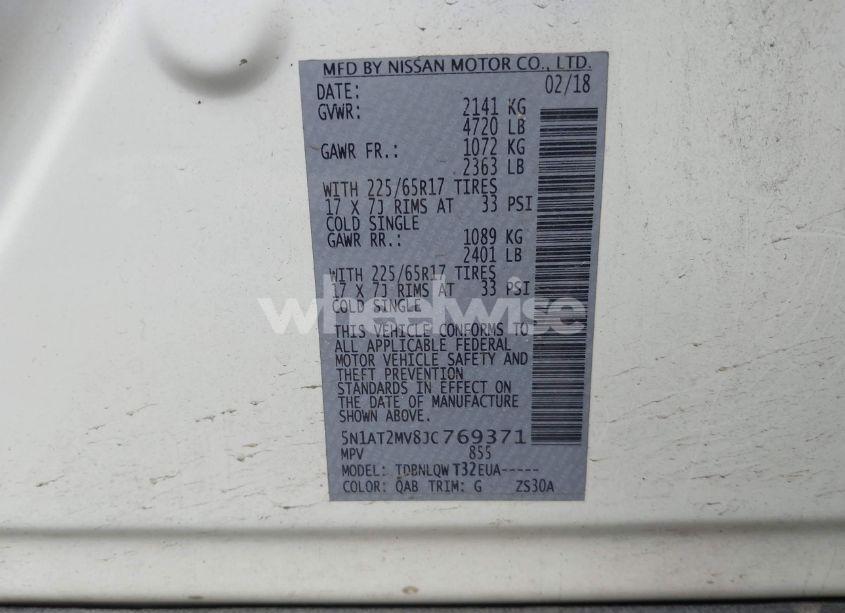 MFD BY NISSAN MOTOR CO., LTD.
DATE: 02/18
GVWR: 2141 KG
4720 LB
GAWR FR.: 1072 KG
2363 LB
WITH 225/65R17 TIRES
17 X 7J RIMS AT 33 PSI
COLD SINGLE
GAWR RR.: 1089 KG
2401 LB
WITH 225/65R17 TIRES
17 X 7J RIMS AT 33 PSI
COLD SINGLE
wheelwise
THIS VEHICLE CONFORMS TO
ALL APPLICABLE FEDERAL
MOTOR VEHICLE SAFETY AND
THEFT PREVENTION
STANDARDS IN EFFECT ON
THE DATE OF MANUFACTURE
SHOWN ABOVE.
5N1AT2MV8JC769371
MPV 855
MODEL: TDBNLQW T32EUA-----
COLOR: QAB TRIM: G ZS30A